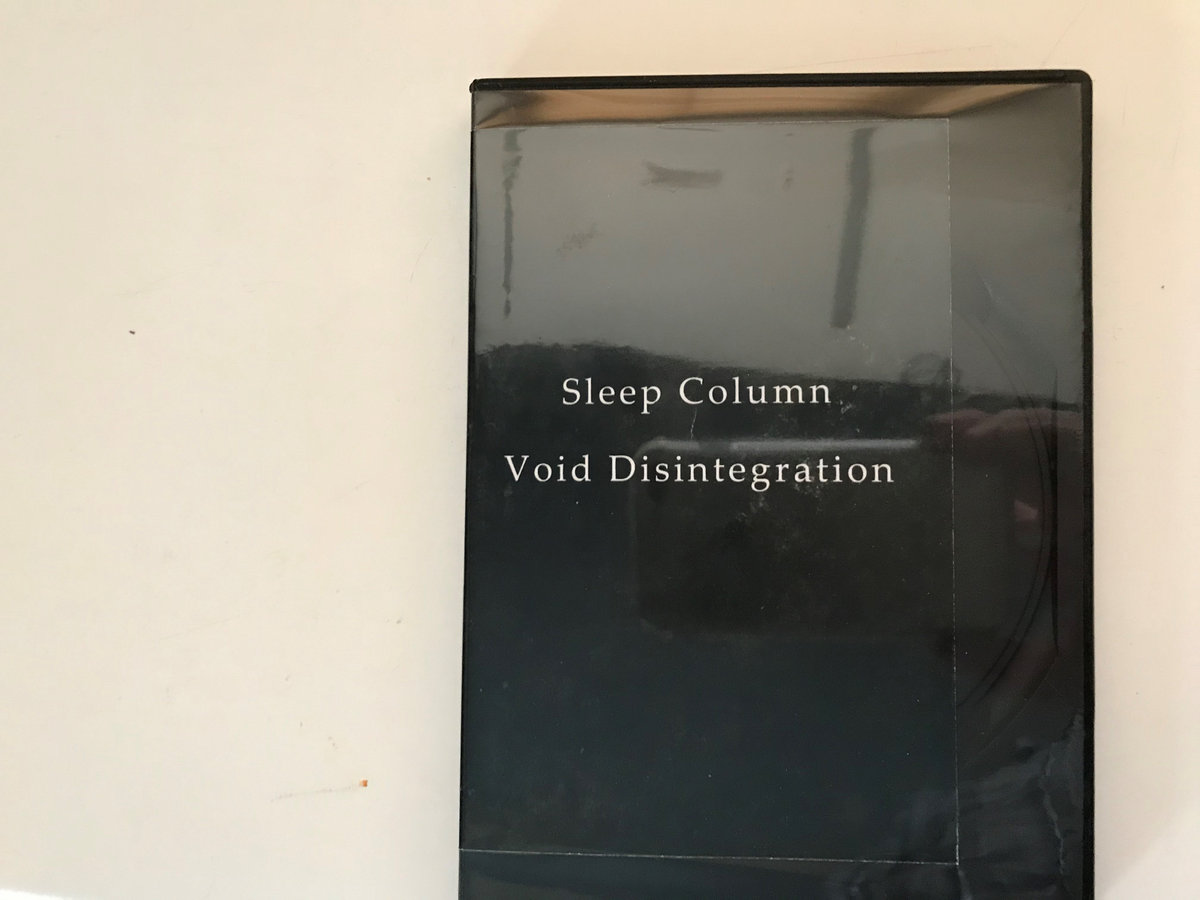 Sleep Column
Void Disintegration